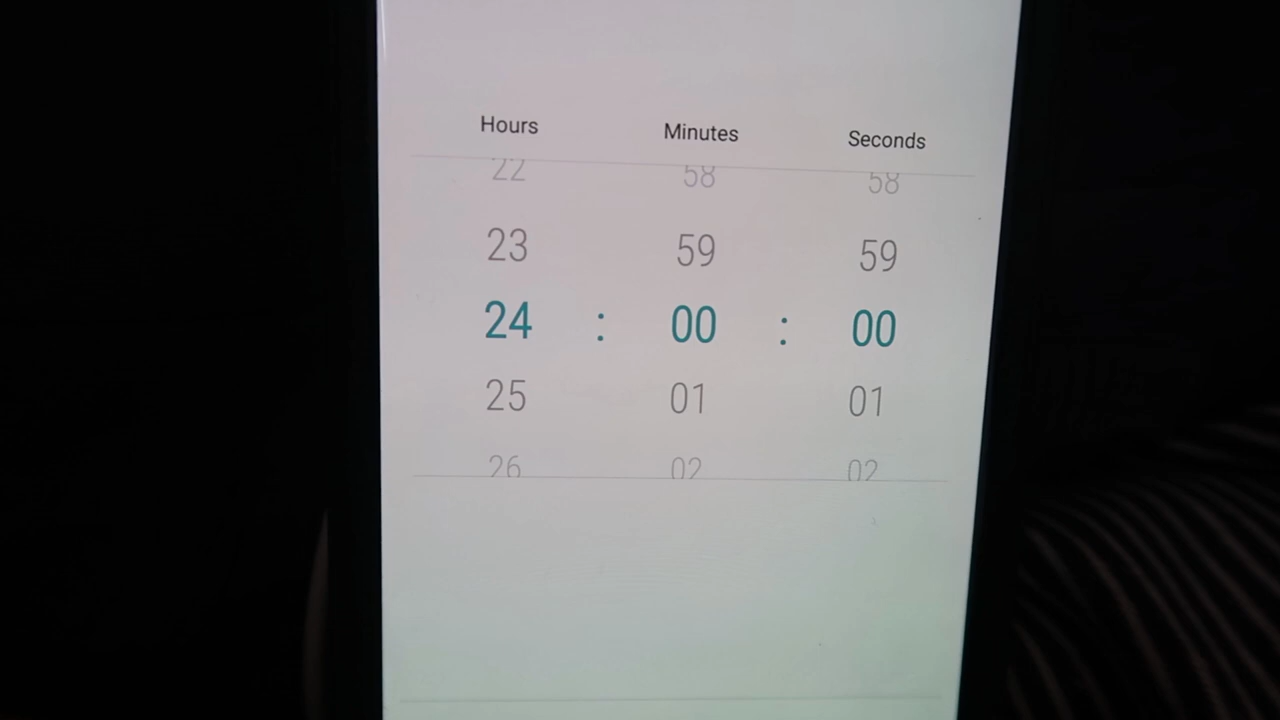 Hours Minutes Seconds
22 58 58
23 59 59
24 : 00 : 00
25 01 01
26 02 02